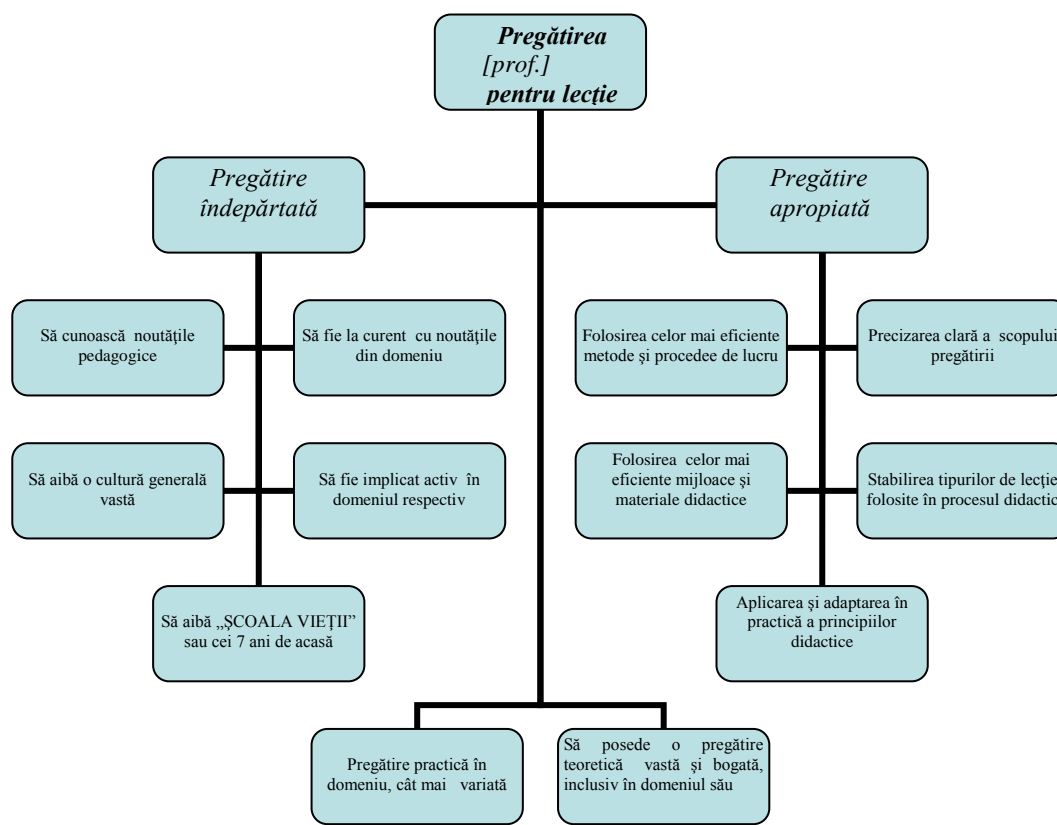 Pregătirea
[prof.]
pentru lecție
Pregătire
îndepărtată
Pregătire
apropiată
Să cunoască noutățile
pedagogice
Să fie la curent cu noutățile
din domeniu
Folosirea celor mai eficiente
metode și procedee de lucru
Precizarea clară a scopului
pregătirii
Să aibă o cultură generală
vastă
Să fie implicat activ în
domeniul respectiv
Folosirea celor mai
eficiente mijloace și
materiale didactice
Stabilirea tipurilor de lecție
folosite în procesul didactic
Să aibă „ȘCOALA VIEȚII”
sau cei 7 ani de acasă
Aplicarea și adaptarea în
practică a principiilor
didactice
Pregătire practică în
domeniu, cât mai variată
Să posede o pregătire
teoretică vastă și bogată,
inclusiv în domeniul său